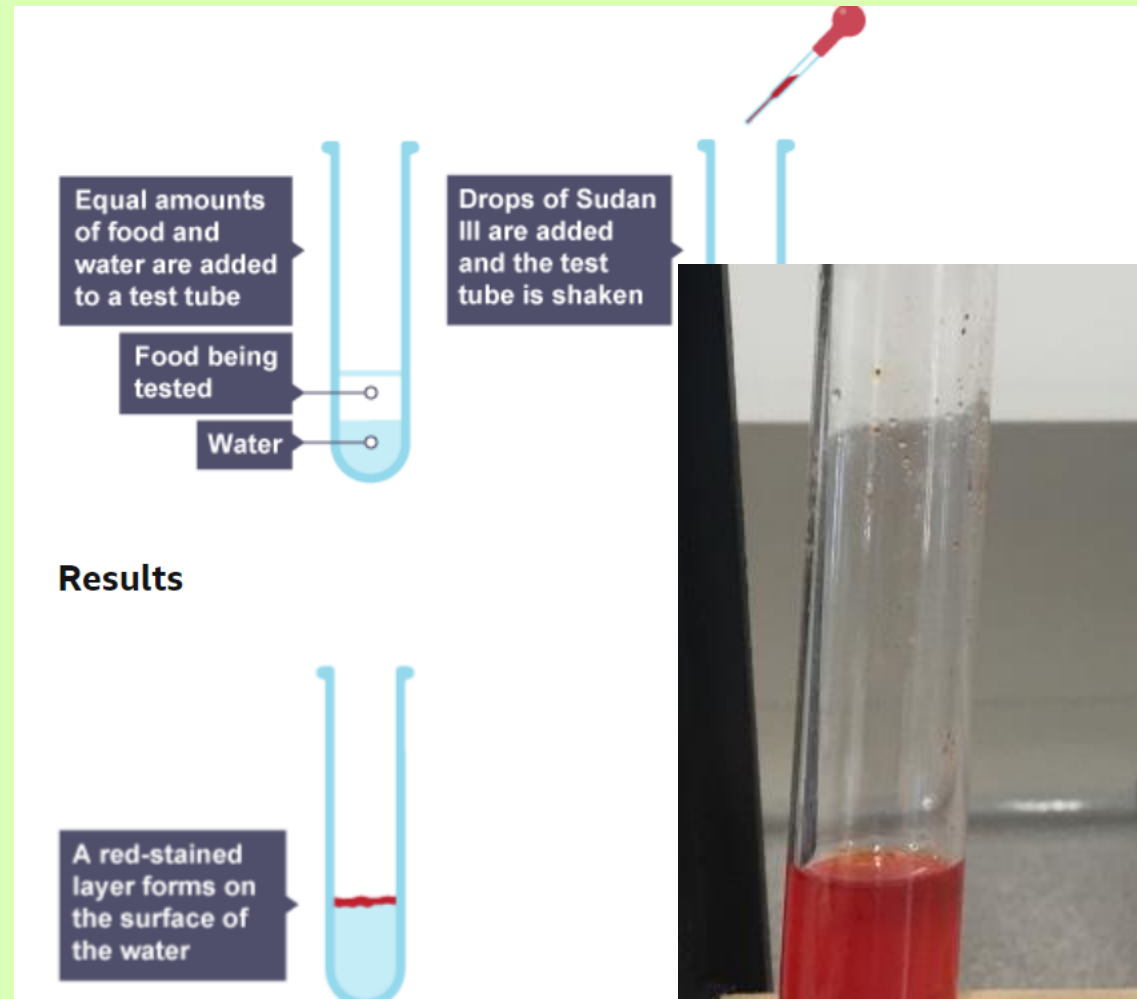 Equal amounts
of food and
water are added
to a test tube
Drops of Sudan
III are added
and the test
tube is shaken
Food being
tested
Water
Results
A red-stained
layer forms on
the surface of
the water